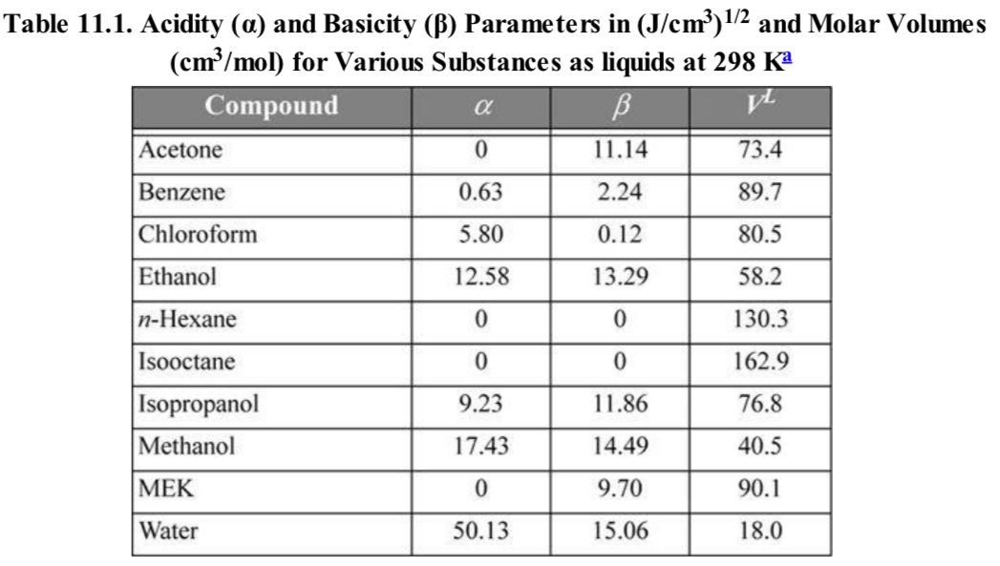 Table 11.1. Acidity (α) and Basicity (β) Parameters in (J/cm³)¹ᐟ² and Molar Volumes
(cm³/mol) for Various Substances as liquids at 298 Kᵃ
Compound α β Vᴸ
Acetone 0 11.14 73.4
Benzene 0.63 2.24 89.7
Chloroform 5.80 0.12 80.5
Ethanol 12.58 13.29 58.2
n-Hexane 0 0 130.3
Isooctane 0 0 162.9
Isopropanol 9.23 11.86 76.8
Methanol 17.43 14.49 40.5
MEK 0 9.70 90.1
Water 50.13 15.06 18.0